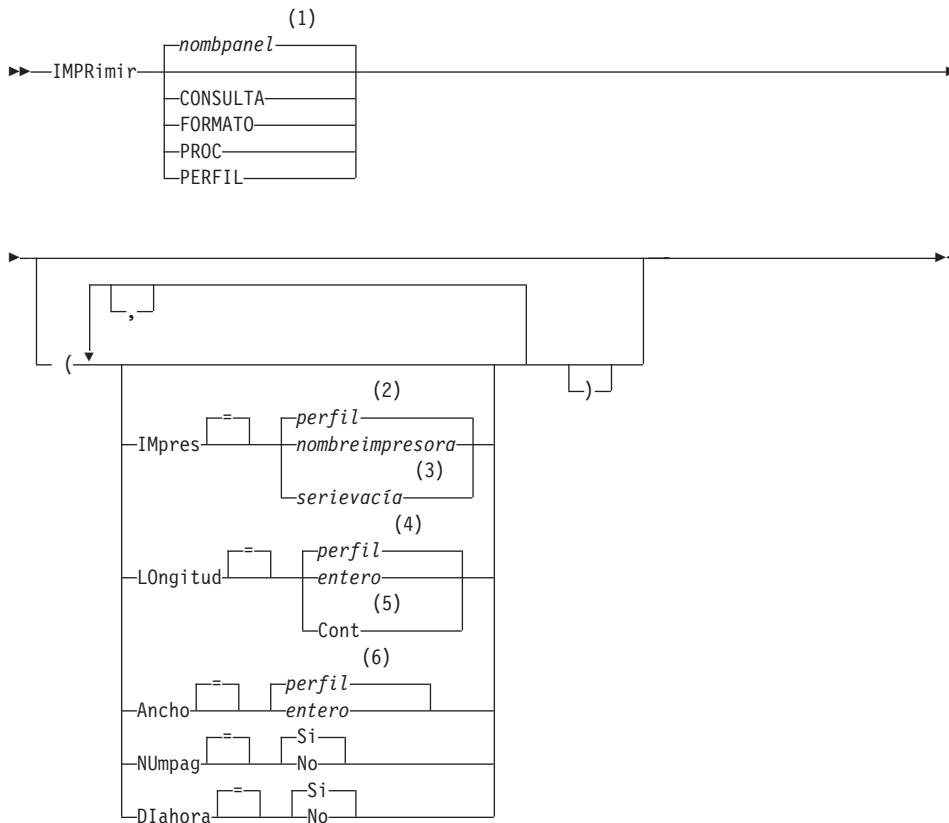 (1)
nombpanel
IMPRimir
CONSULTA
FORMATO
PROC
PERFIL
,
(
)
(2)
=
perfil
IMpres
nombreimpresora
(3)
serievacía
(4)
=
perfil
LOngitud
entero
(5)
Cont
(6)
=
perfil
Ancho
entero
=
Si
NUmpag
No
=
Si
DIahora
No